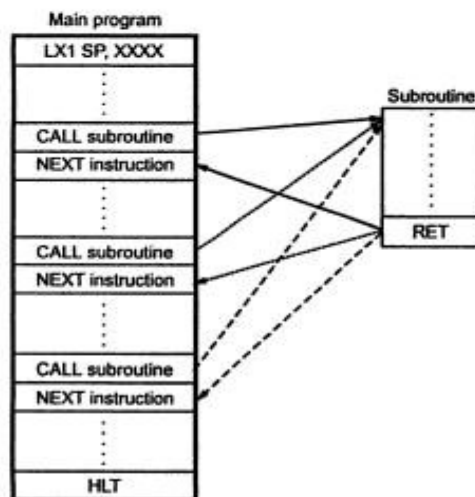 Main program
LX1 SP, XXXX
Subroutine
CALL subroutine
NEXT instruction
RET
CALL subroutine
NEXT instruction
CALL subroutine
NEXT instruction
HLT